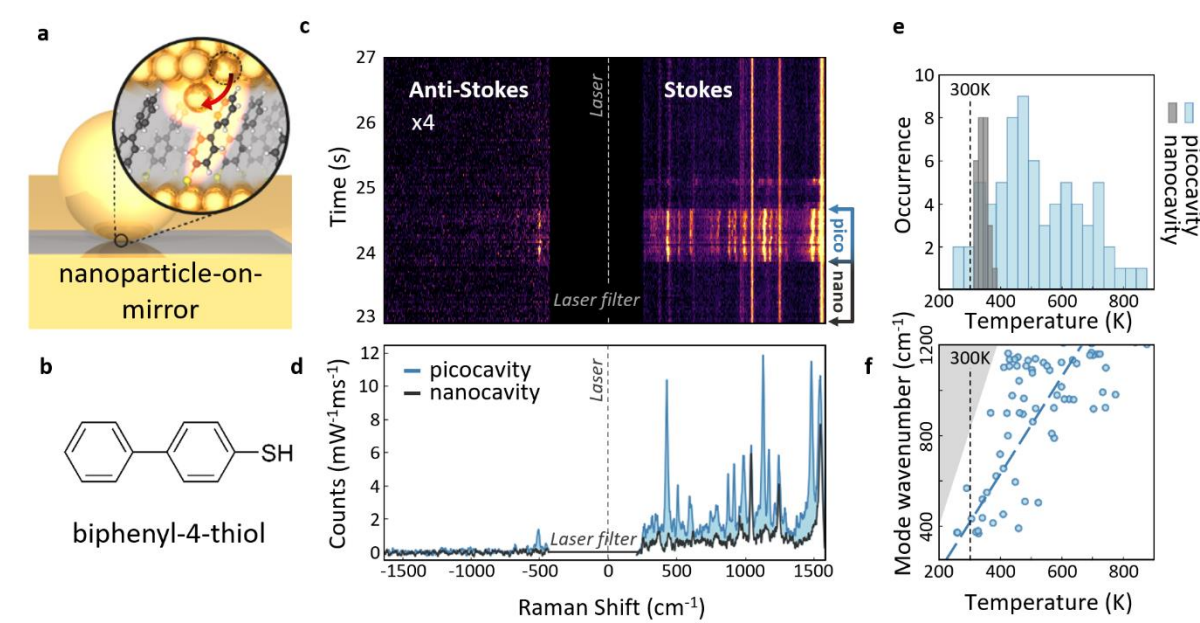 a
nanoparticle-on-
mirror
b
SH
biphenyl-4-thiol
c
Anti-Stokes
x4
Laser
Stokes
Laser filter
Time (s)
27
26
25
24
23
pico
nano
d
picocavity
nanocavity
Laser
Laser filter
Counts (mW-1ms-1)
12
10
8
6
4
2
0
-1500
-1000
-500
0
500
1000
1500
Raman Shift (cm-1)
e
300K
Occurrence
10
8
6
4
2
200
400
600
800
Temperature (K)
picocavity
nanocavity
f
300K
Mode wavenumber (cm-1)
1200
800
400
200
400
600
800
Temperature (K)